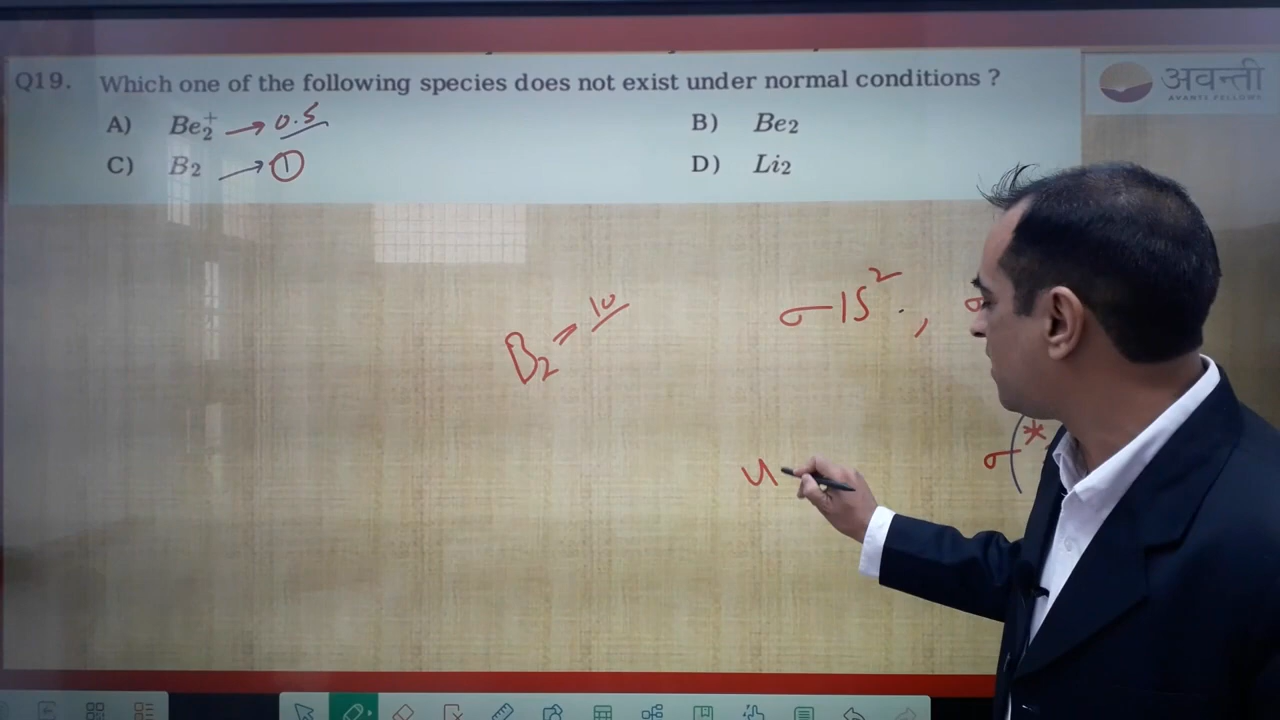 Q19. Which one of the following species does not exist under normal conditions ?
A) Be₂⁺ → 0.5
B) Be₂
C) B₂ → 1
D) Li₂
अवन्ती
AVANTI FELLOWS
B₂ = 10
σ1S² . , σ
σ*